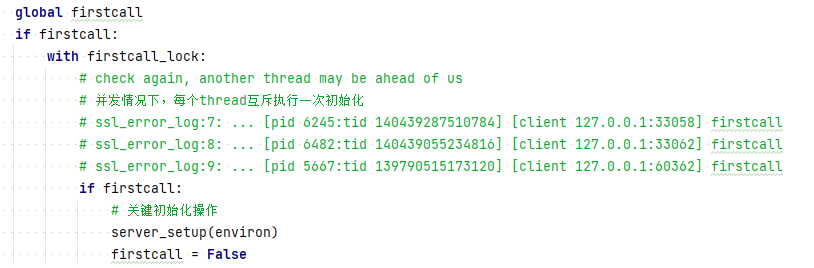 global firstcall
if firstcall:
with firstcall_lock:
# check again, another thread may be ahead of us
# 并发情况下，每个thread互斥执行一次初始化
# ssl_error_log:7: ... [pid 6245:tid 140439287510784] [client 127.0.0.1:33058] firstcall
# ssl_error_log:8: ... [pid 6482:tid 140439055234816] [client 127.0.0.1:33062] firstcall
# ssl_error_log:9: ... [pid 5667:tid 139790515173120] [client 127.0.0.1:60362] firstcall
if firstcall:
# 关键初始化操作
server_setup(environ)
firstcall = False